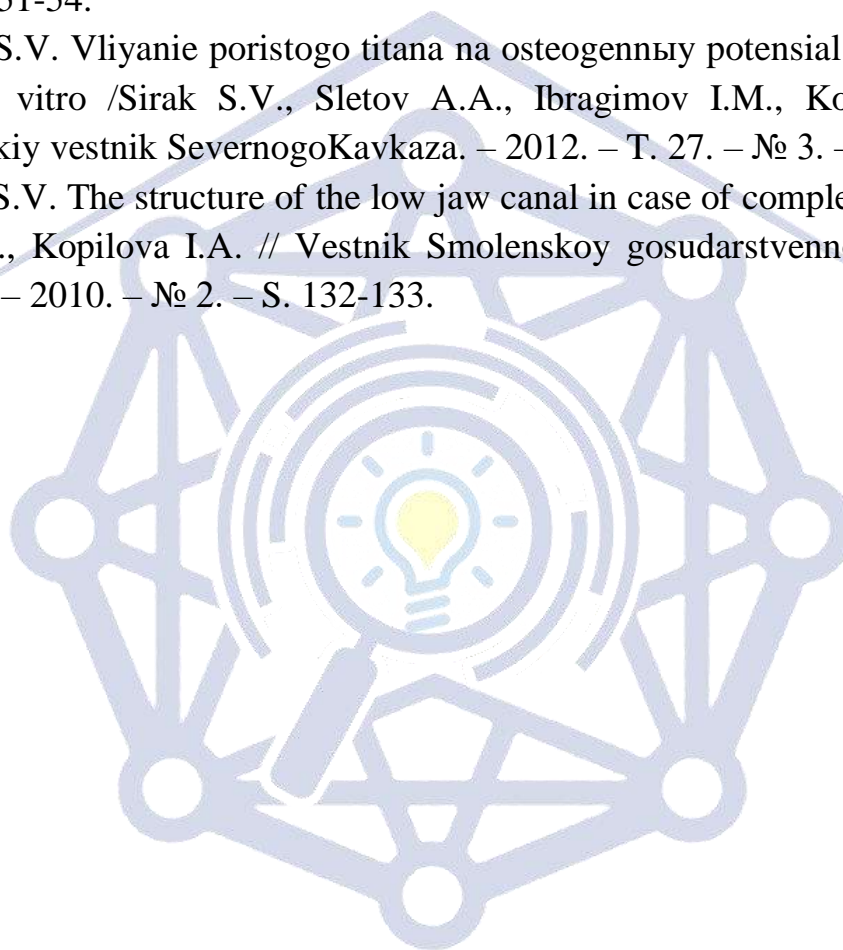 51-54.
S.V. Vliyanie poristogo titana na osteogennыy potensial
vitro /Sirak S.V., Sletov A.A., Ibragimov I.M., Ko
kiy vestnik SevernogoKavkaza. – 2012. – T. 27. – № 3. –
S.V. The structure of the low jaw canal in case of comple
., Kopilova I.A. // Vestnik Smolenskoy gosudarstvenn
– 2010. – № 2. – S. 132-133.